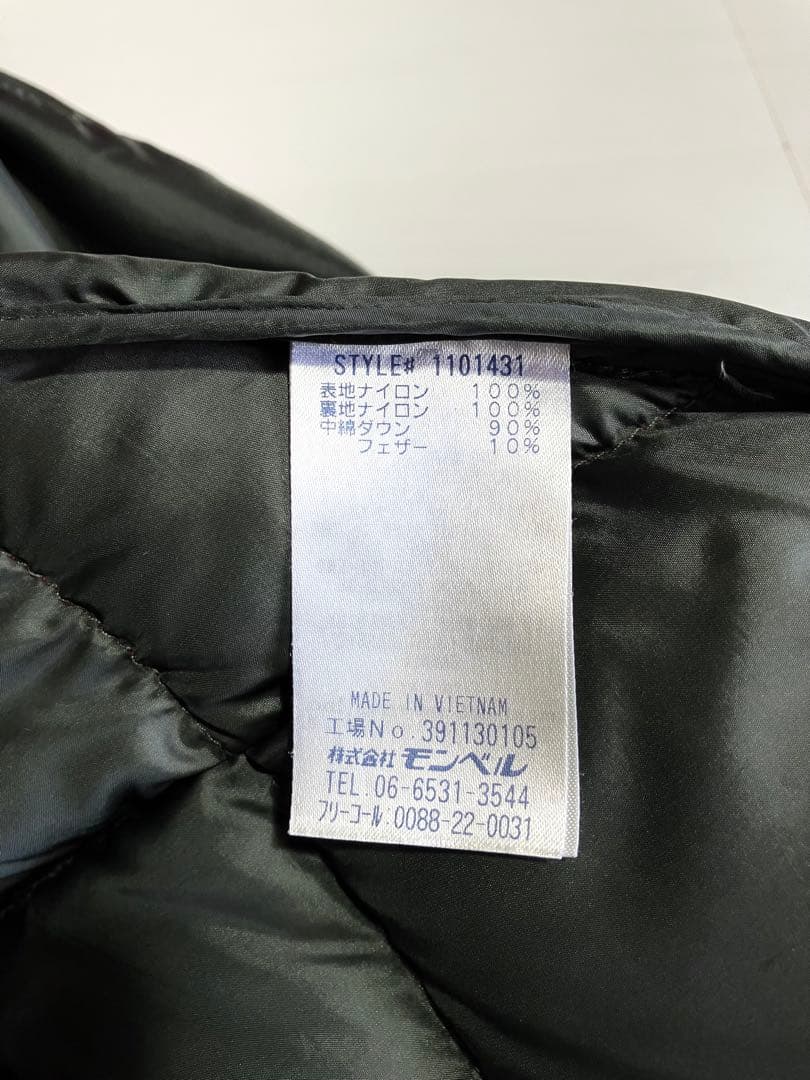 STYLE# 1101431
表地ナイロン 100%
裏地ナイロン 100%
中綿ダウン 90%
フェザー 10%
MADE IN VIETNAM
工場No.391130105
株式会社 モンベル
TEL.06-6531-3544
フリーコール:0088-22-0031